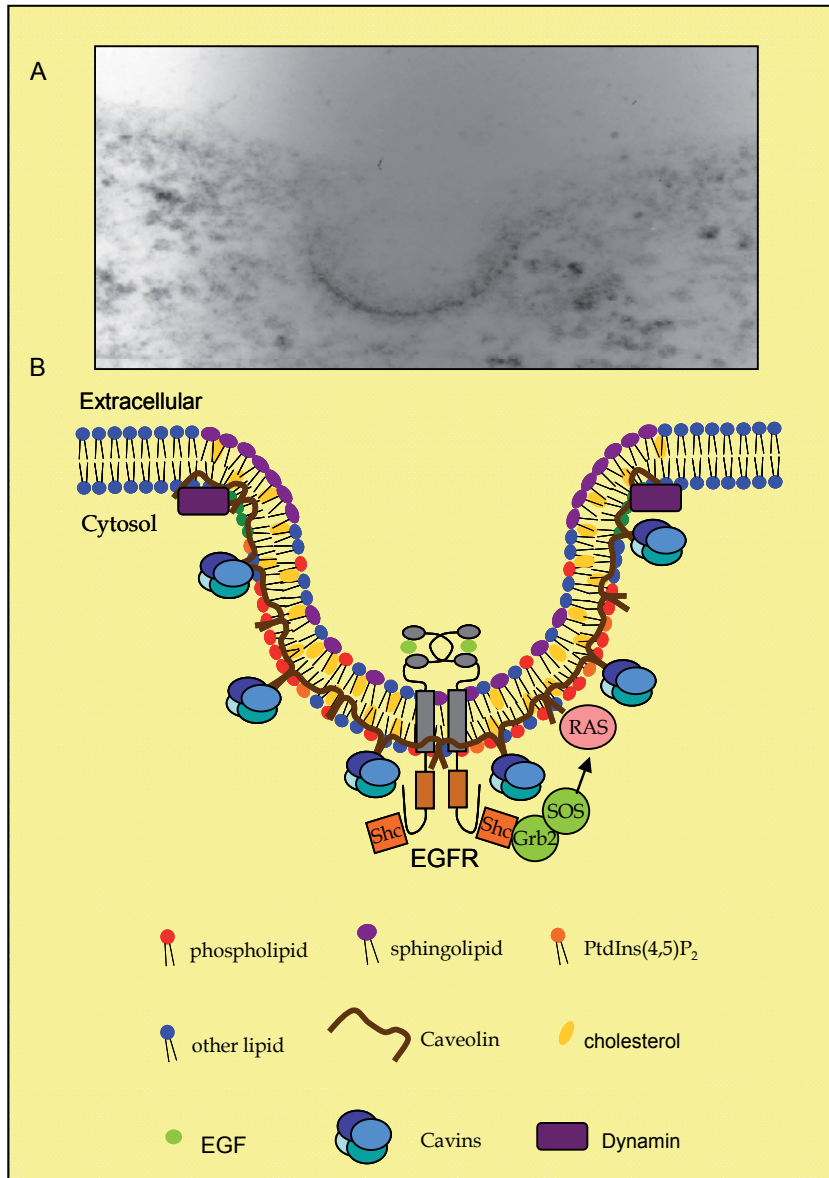 A
B
Extracellular
Cytosol
RAS
SOS
Shc
Shc
Grb2
EGFR
phospholipid
sphingolipid
PtdIns(4,5)P₂
other lipid
Caveolin
cholesterol
EGF
Cavins
Dynamin